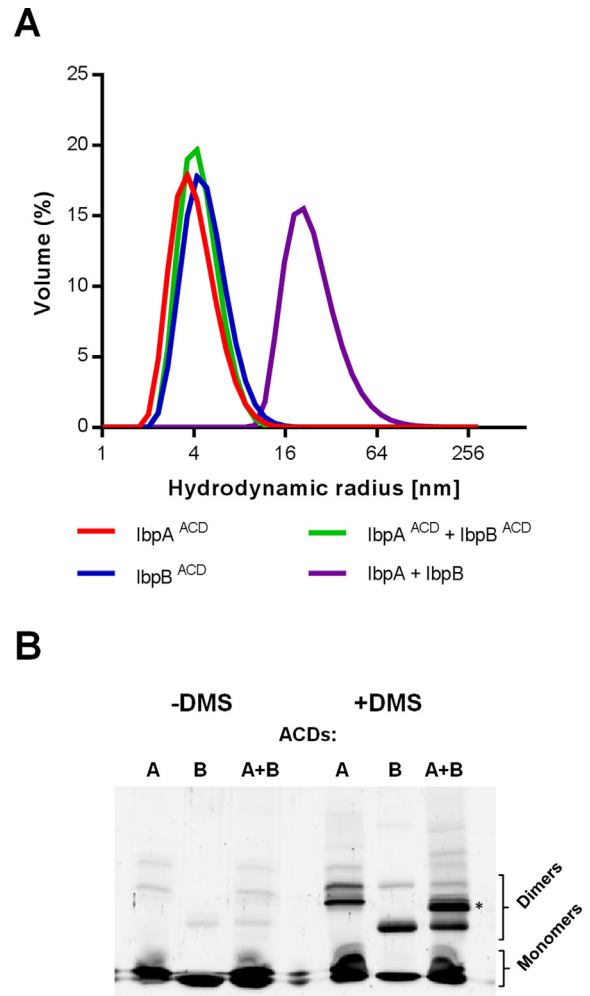 A
25
20
15
10
5
0
Volume (%)
1 4 16 64 256
Hydrodynamic radius [nm]
IbpA ACD
IbpA ACD + IbpB ACD
IbpB ACD
IbpA + IbpB
B
-DMS +DMS
ACDs:
A B A+B A B A+B
Dimers
*
Monomers